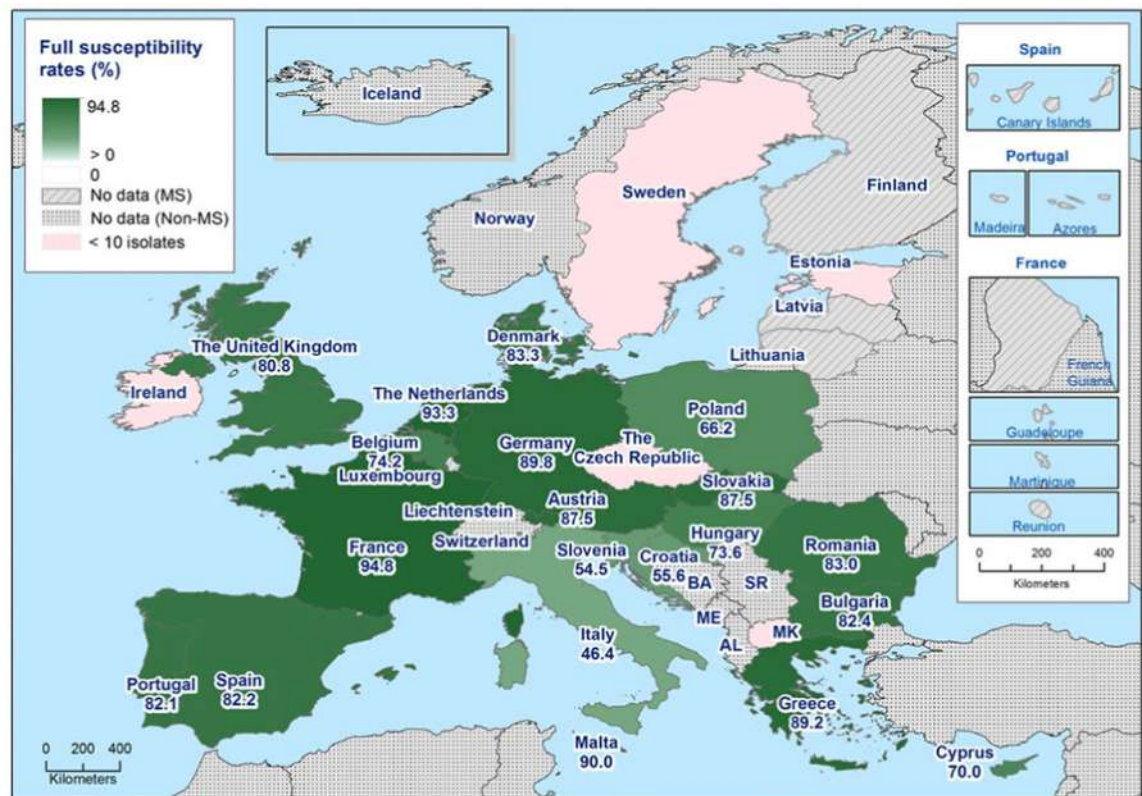 Full susceptibility
rates (%)
94.8
> 0
0
No data (MS)
No data (Non-MS)
< 10 isolates
Iceland
Spain
Canary Islands
Portugal
Madeira
Azores
France
French
Guiana
Guadeloupe
Martinique
Reunion
0 200 400
Kilometers
Sweden
Finland
Norway
Estonia
Latvia
Lithuania
Denmark
83.3
The United Kingdom
80.8
Ireland
The Netherlands
93.3
Poland
66.2
Belgium
74.2
Luxembourg
Germany
89.8
The
Czech Republic
Slovakia
87.5
Austria
87.5
Liechtenstein
Switzerland
Hungary
73.6
France
94.8
Slovenia
54.5
Croatia
55.6
Romania
83.0
BA
SR
Bulgaria
82.4
ME
MK
AL
Italy
46.4
Portugal
82.1
Spain
82.2
Greece
89.2
Malta
90.0
Cyprus
70.0
0 200 400
Kilometers